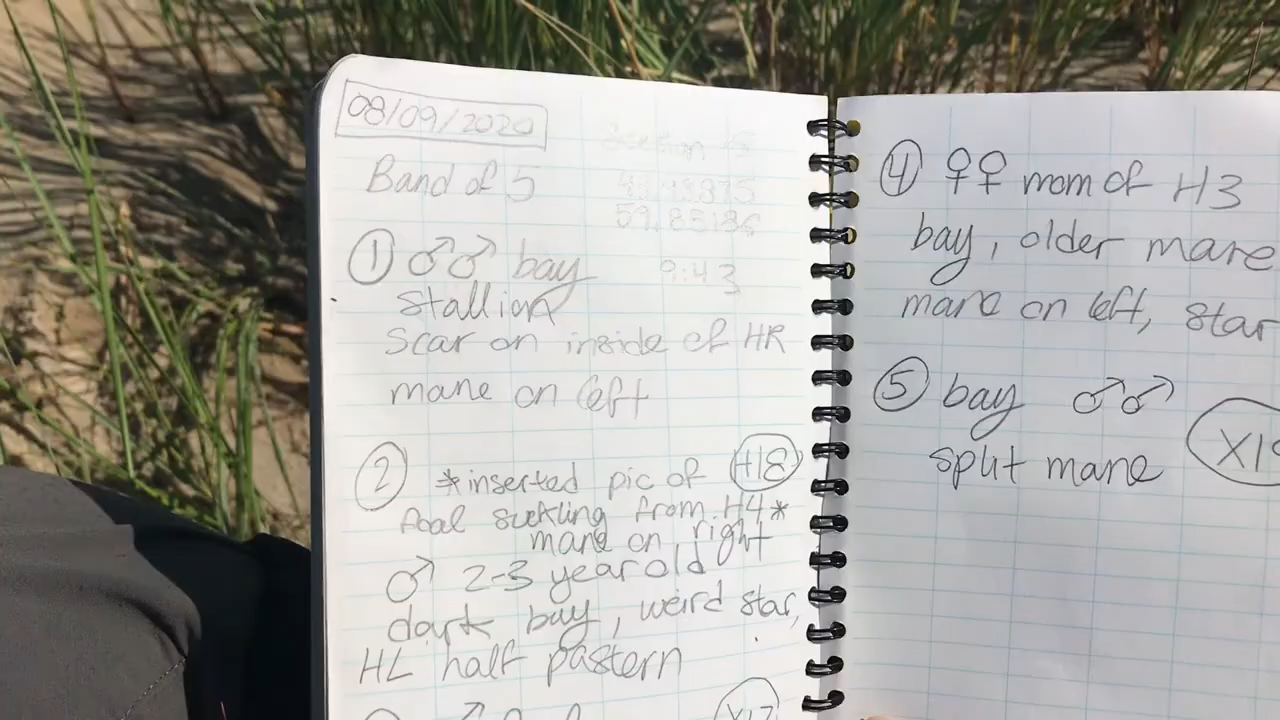 08/09/2020
Band of 5
59.85186
① ♂♂ bay 9:43
stallion
scar on inside of HR
mane on left
② *inserted pic of H18
foal suckling from H4*
mane on right
♂ 2-3 year old
dark bay, weird star,
HL half pastern
④ ♀♀ mom of H3
bay, older mare
mane on left, star
⑤ bay ♂♂
split mane